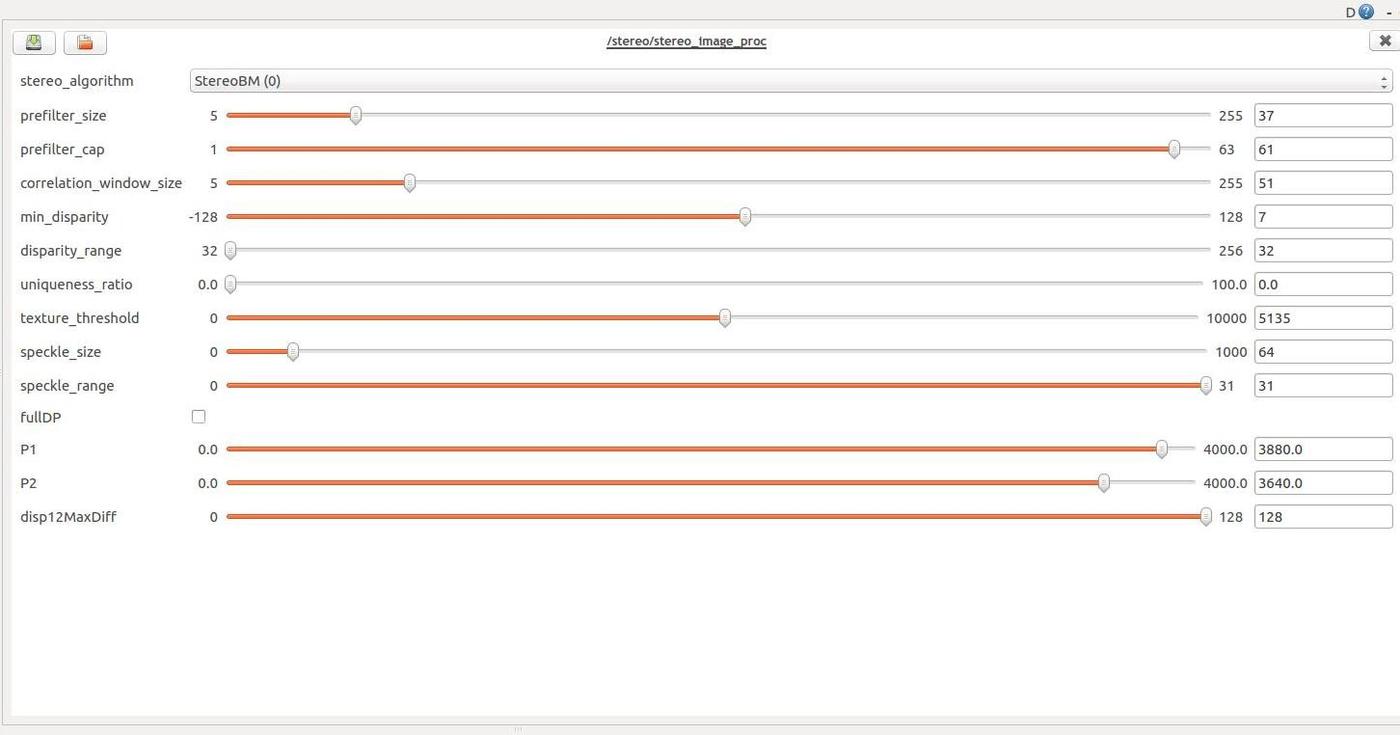 D ? -
/stereo/stereo_image_proc
stereo_algorithm StereoBM (0)
prefilter_size 5 255 37
prefilter_cap 1 63 61
correlation_window_size 5 255 51
min_disparity -128 128 7
disparity_range 32 256 32
uniqueness_ratio 0.0 100.0 0.0
texture_threshold 0 10000 5135
speckle_size 0 1000 64
speckle_range 0 31 31
fullDP
P1 0.0 4000.0 3880.0
P2 0.0 4000.0 3640.0
disp12MaxDiff 0 128 128